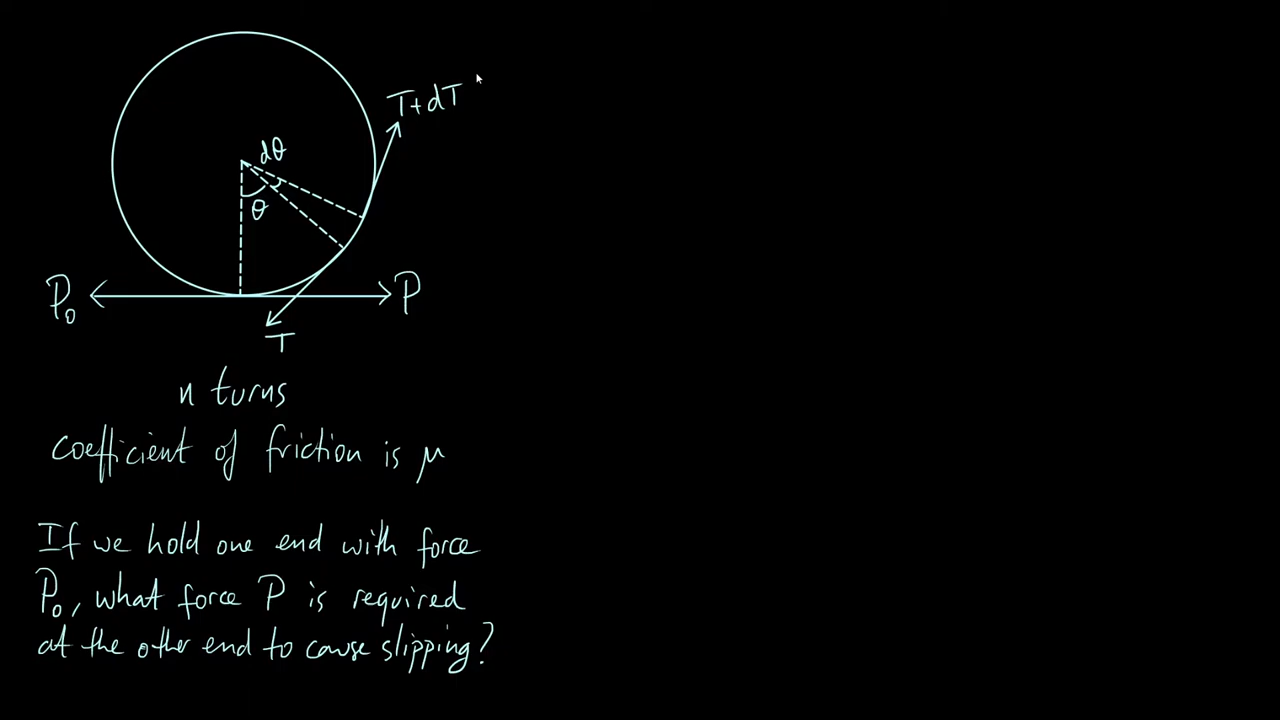 T+dT
dθ
θ
P₀
P
T
n turns
coefficient of friction is μ
If we hold one end with force
P₀, what force P is required
at the other end to cause slipping?